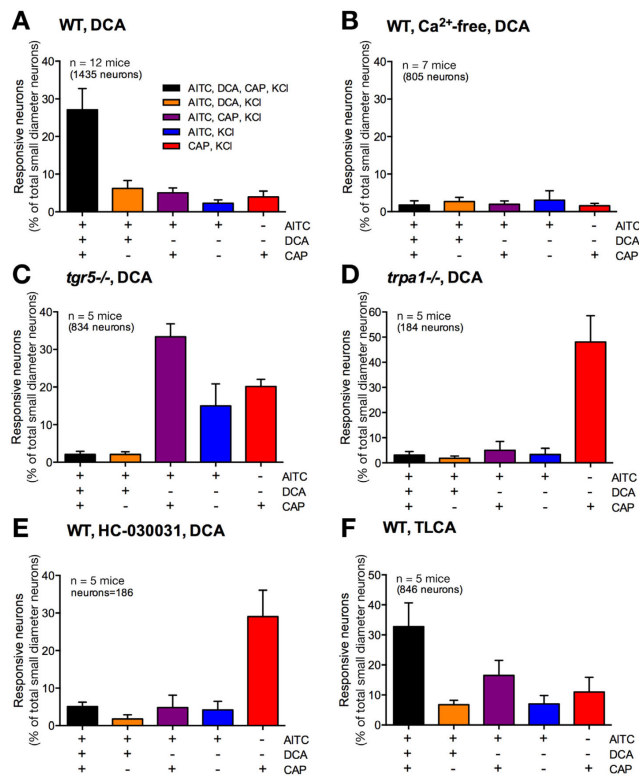 A
WT, DCA
Responsive neurons
(% of total small diameter neurons)
40
30
20
10
0
n = 12 mice
(1435 neurons)
AITC, DCA, CAP, KCl
AITC, DCA, KCl
AITC, CAP, KCl
AITC, KCl
CAP, KCl
+ + + + - AITC
+ + - - - DCA
+ - + - + CAP
B
WT, Ca2+-free, DCA
Responsive neurons
(% of total small diameter neurons)
40
30
20
10
0
n = 7 mice
(805 neurons)
+ + + + - AITC
+ + - - - DCA
+ - + - + CAP
C
tgr5-/-, DCA
Responsive neurons
(% of total small diameter neurons)
40
30
20
10
0
n = 5 mice
(834 neurons)
+ + + + - AITC
+ + - - - DCA
+ - + - + CAP
D
trpa1-/-, DCA
Responsive neurons
(% of total small diameter neurons)
60
50
40
30
20
10
0
n = 5 mice
(184 neurons)
+ + + + - AITC
+ + - - - DCA
+ - + - + CAP
E
WT, HC-030031, DCA
Responsive neurons
(% of total small diameter neurons)
40
30
20
10
0
n = 5 mice
neurons=186
+ + + + - AITC
+ + - - - DCA
+ - + - + CAP
F
WT, TLCA
Responsive neurons
(% of total small diameter neurons)
50
40
30
20
10
0
n = 5 mice
(846 neurons)
+ + + + - AITC
+ + - - - DCA
+ - + - + CAP